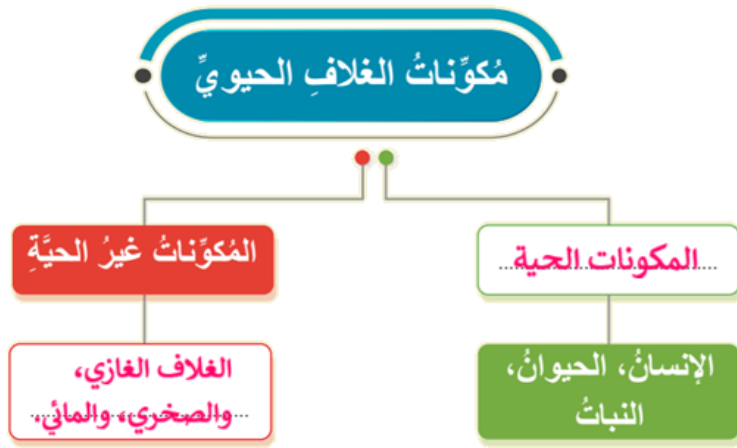 مُكوِّناتُ الغلافِ الحيويِّ
المكونات الحية
المُكوِّناتُ غيرُ الحيَّةِ
الإنسانُ، الحيوانُ،
النباتُ
الغلاف الغازي،
والصخري، والمائي.